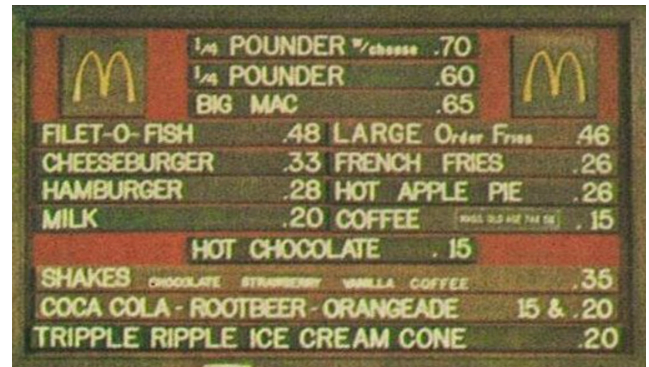 1/4 POUNDER W/cheese .70
1/4 POUNDER .60
BIG MAC .65
FILET-O-FISH .48 LARGE Order Fries .46
CHEESEBURGER .33 FRENCH FRIES .26
HAMBURGER .28 HOT APPLE PIE .26
MILK .20 COFFEE .15
HOT CHOCOLATE .15
SHAKES CHOCOLATE STRAWBERRY VANILLA COFFEE .35
COCA COLA - ROOTBEER - ORANGEADE 15 & .20
TRIPPLE RIPPLE ICE CREAM CONE .20